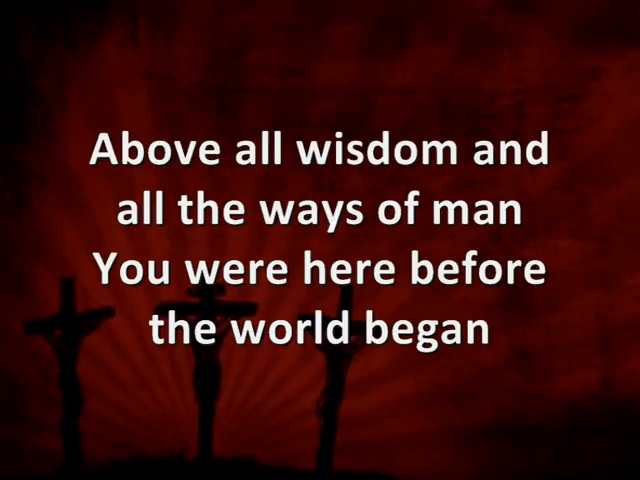 Above all wisdom and
all the ways of man
You were here before
the world began